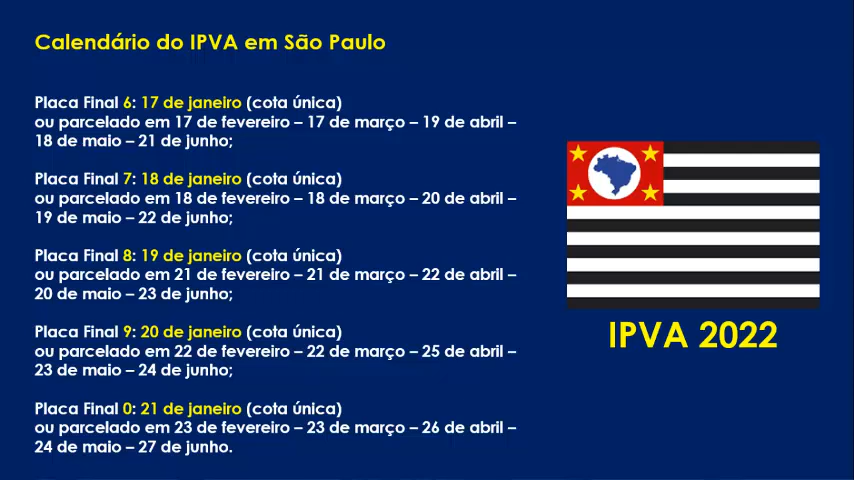 Calendário do IPVA em São Paulo
Placa Final 6: 17 de janeiro (cota única)
ou parcelado em 17 de fevereiro – 17 de março – 19 de abril –
18 de maio – 21 de junho;
Placa Final 7: 18 de janeiro (cota única)
ou parcelado em 18 de fevereiro – 18 de março – 20 de abril –
19 de maio – 22 de junho;
Placa Final 8: 19 de janeiro (cota única)
ou parcelado em 21 de fevereiro – 21 de março – 22 de abril –
20 de maio – 23 de junho;
Placa Final 9: 20 de janeiro (cota única)
ou parcelado em 22 de fevereiro – 22 de março – 25 de abril –
23 de maio – 24 de junho;
Placa Final 0: 21 de janeiro (cota única)
ou parcelado em 23 de fevereiro – 23 de março – 26 de abril –
24 de maio – 27 de junho.
IPVA 2022